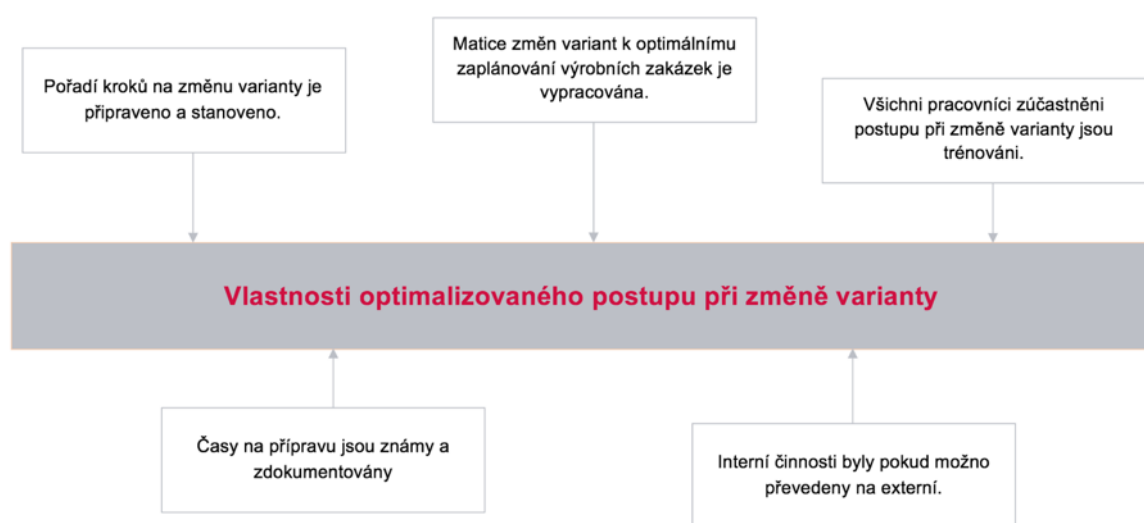 Pořadí kroků na změnu varianty je
připraveno a stanoveno.
Matice změn variant k optimálnímu
zaplánování výrobních zakázek je
vypracována.
Všichni pracovníci zúčastněni
postupu při změně varianty jsou
trénováni.
Vlastnosti optimalizovaného postupu při změně varianty
Časy na přípravu jsou známy a
zdokumentovány
Interní činnosti byly pokud možno
převedeny na externí.